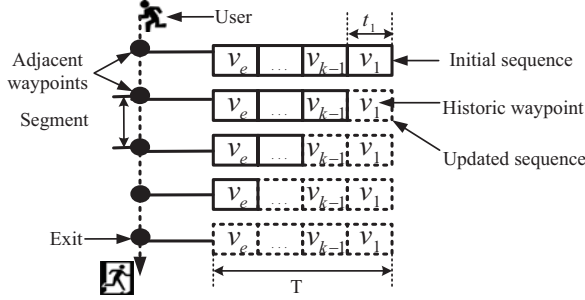 User
t₁
Adjacent waypoints
Segment
Exit
vₑ ... vₖ₋₁ v₁
Initial sequence
vₑ ... vₖ₋₁ v₁
Historic waypoint
Updated sequence
vₑ ... vₖ₋₁ v₁
vₑ ... vₖ₋₁ v₁
vₑ ... vₖ₋₁ v₁
T